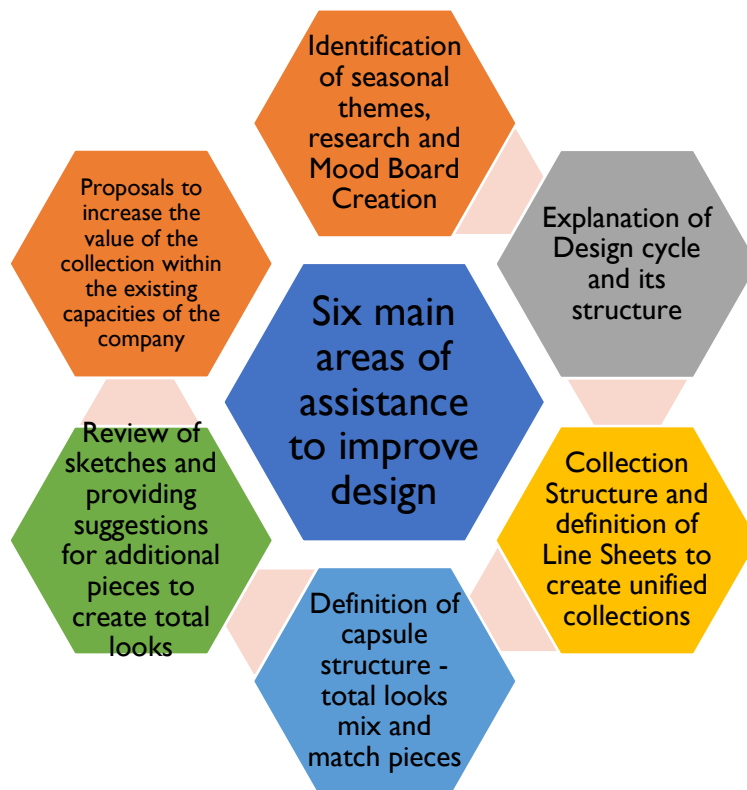 Identification
of seasonal
themes,
research and
Mood Board
Creation
Explanation of
Design cycle
and its
structure
Collection
Structure and
definition of
Line Sheets to
create unified
collections
Definition of
capsule
structure -
total looks
mix and
match pieces
Review of
sketches and
providing
suggestions
for additional
pieces to
create total
looks
Proposals to
increase the
value of the
collection within
the existing
capacities of the
company
Six main
areas of
assistance
to improve
design